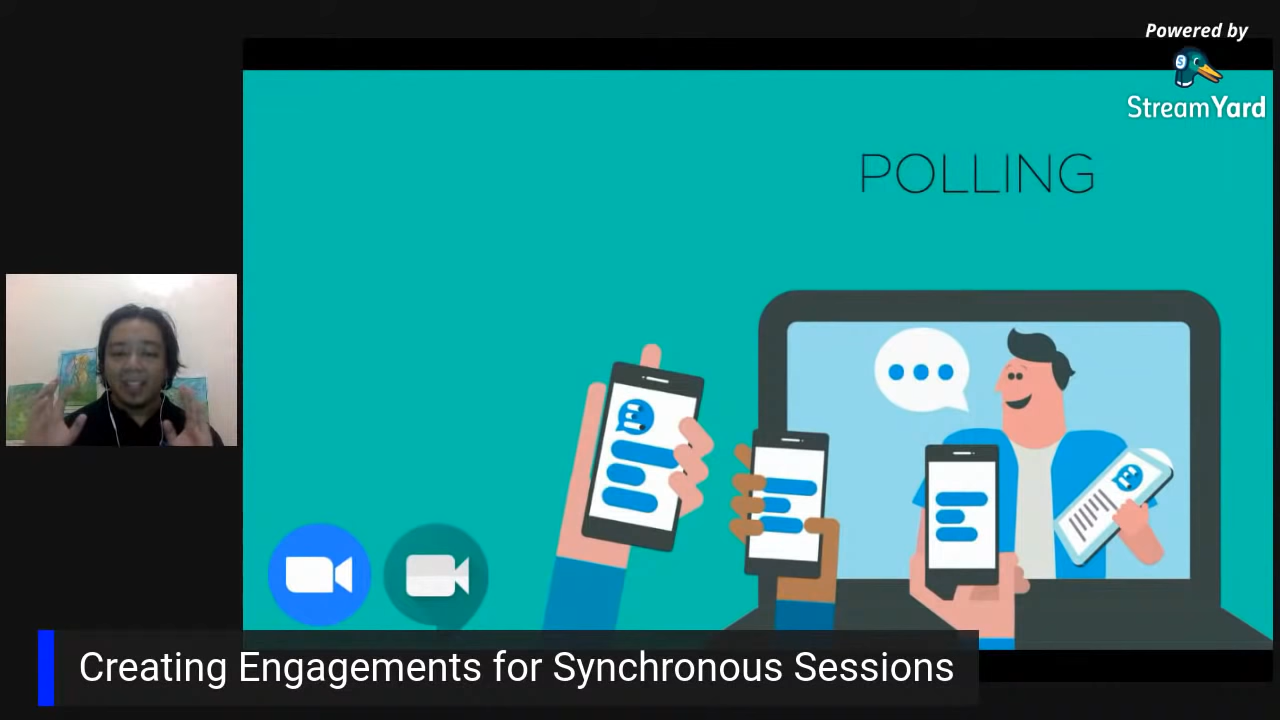 Powered by
StreamYard
POLLING
Creating Engagements for Synchronous Sessions